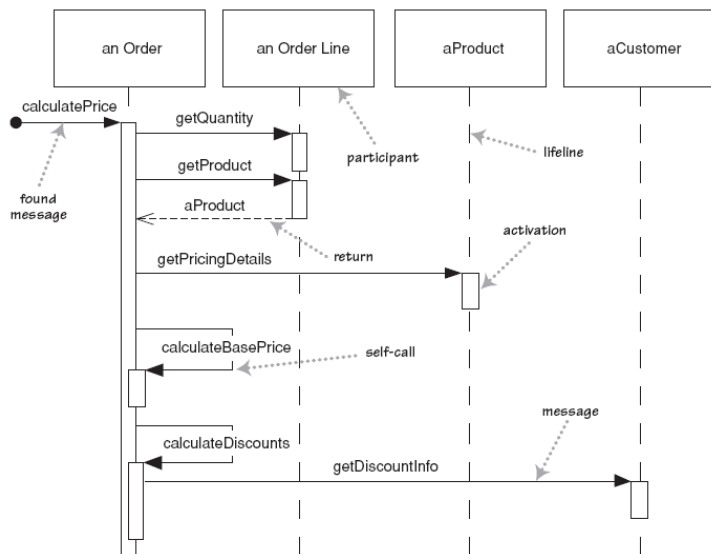 an Order
an Order Line
aProduct
aCustomer
calculatePrice
getQuantity
participant
lifeline
getProduct
found
message
aProduct
activation
getPricingDetails
return
calculateBasePrice
self-call
message
calculateDiscounts
getDiscountInfo